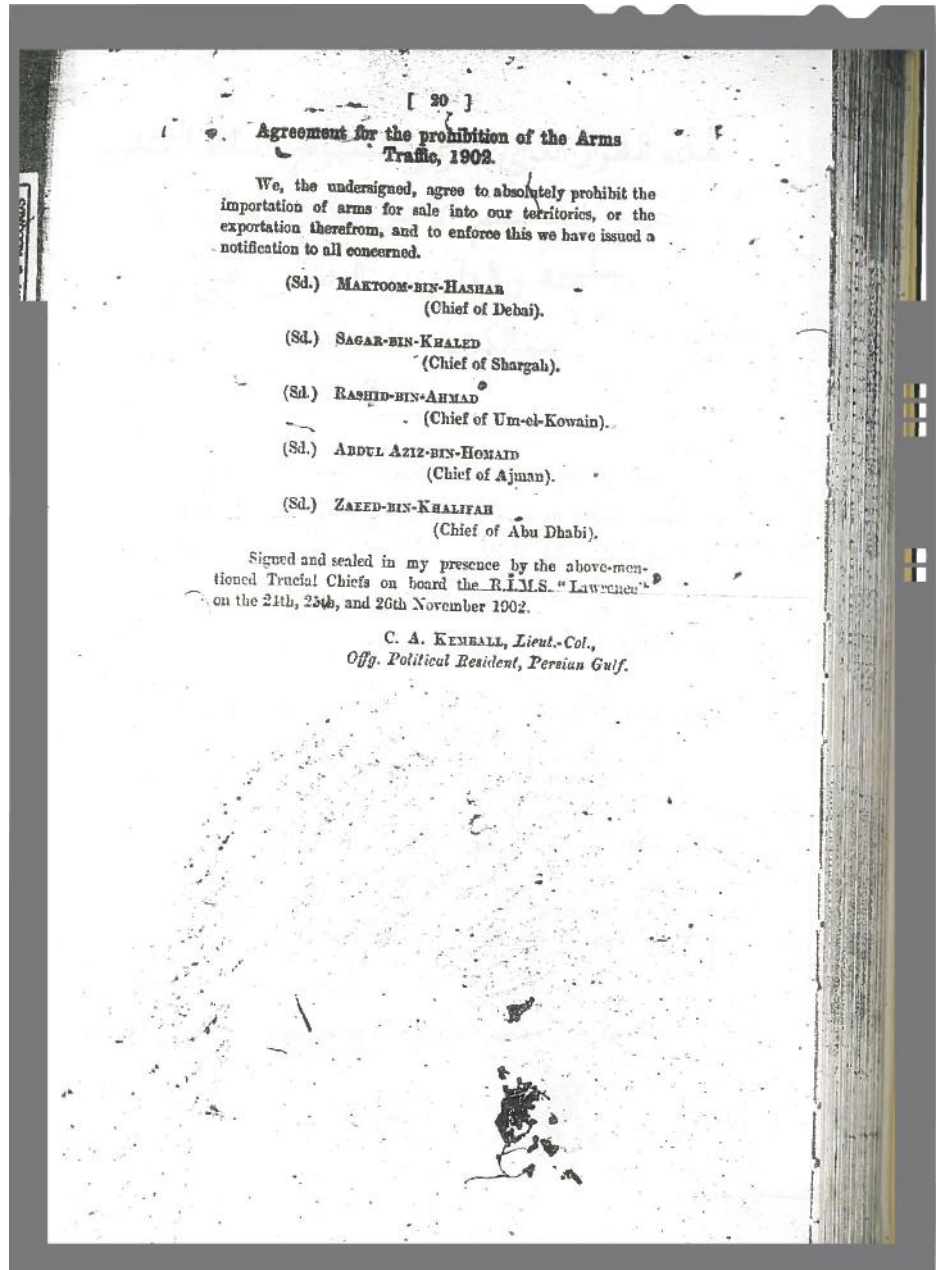 [ 20 ]
Agreement for the prohibition of the Arms
Traffic, 1902.
We, the undersigned, agree to absolutely prohibit the
importation of arms for sale into our territories, or the
exportation therefrom, and to enforce this we have issued a
notification to all concerned.
(Sd.) MAKTOOM-BIN-HASHAR
(Chief of Debai).
(Sd.) SAGAR-BIN-KHALED
(Chief of Shargah).
(Sd.) RASHID-BIN-AHMAD
(Chief of Um-el-Kowain).
(Sd.) ABDUL AZIZ-BIN-HOMAID
(Chief of Ajman).
(Sd.) ZAEED-BIN-KHALIFAH
(Chief of Abu Dhabi).
Signed and sealed in my presence by the above-men-
tioned Trucial Chiefs on board the R.I.M.S. "Lawrence"
on the 24th, 25th, and 26th November 1902.
C. A. KEMBALL, Lieut.-Col.,
Offg. Political Resident, Persian Gulf.